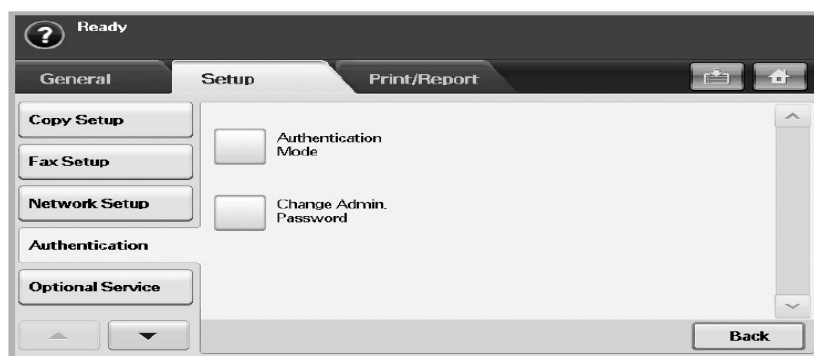 ?
Ready
General
Setup
Print/Report
Copy Setup
Fax Setup
Network Setup
Authentication
Optional Service
Authentication
Mode
Change Admin.
Password
Back